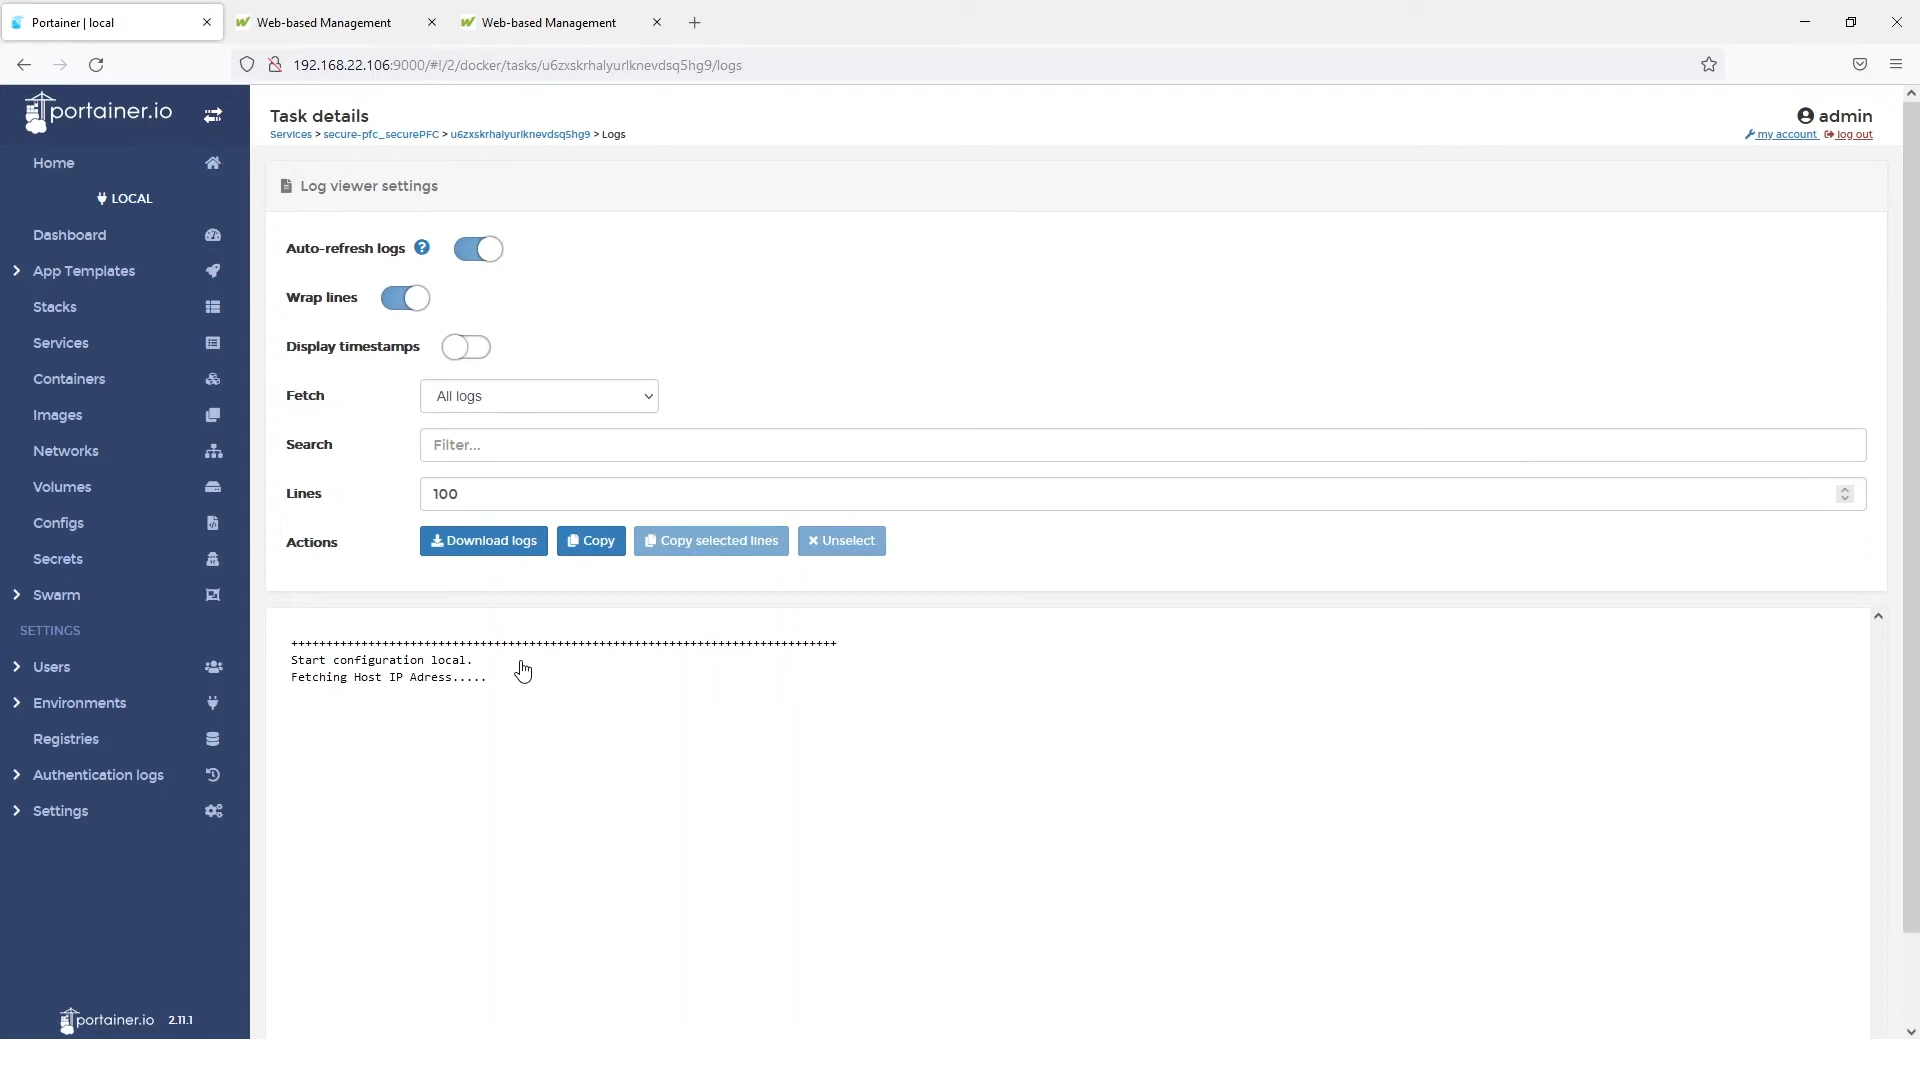 Portainer | local
Web-based Management
Web-based Management
192.168.22.106:9000/#!/2/docker/tasks/u6zxskrhalyurlknevdsq5hg9/logs
portainer.io
Home
LOCAL
Dashboard
App Templates
Stacks
Services
Containers
Images
Networks
Volumes
Configs
Secrets
Swarm
SETTINGS
Users
Environments
Registries
Authentication logs
Settings
portainer.io 2.11.1
Task details
Services > secure-pfc_securePFC > u6zxskrhalyurlknevdsq5hg9 > Logs
admin
my account log out
Log viewer settings
Auto-refresh logs ?
Wrap lines
Display timestamps
Fetch All logs
Search Filter...
Lines 100
Actions Download logs Copy Copy selected lines Unselect
++++++++++++++++++++++++++++++++++++++++++++++++++++++++++++++++++++++++++++++
Start configuration local.
Fetching Host IP Adress.....